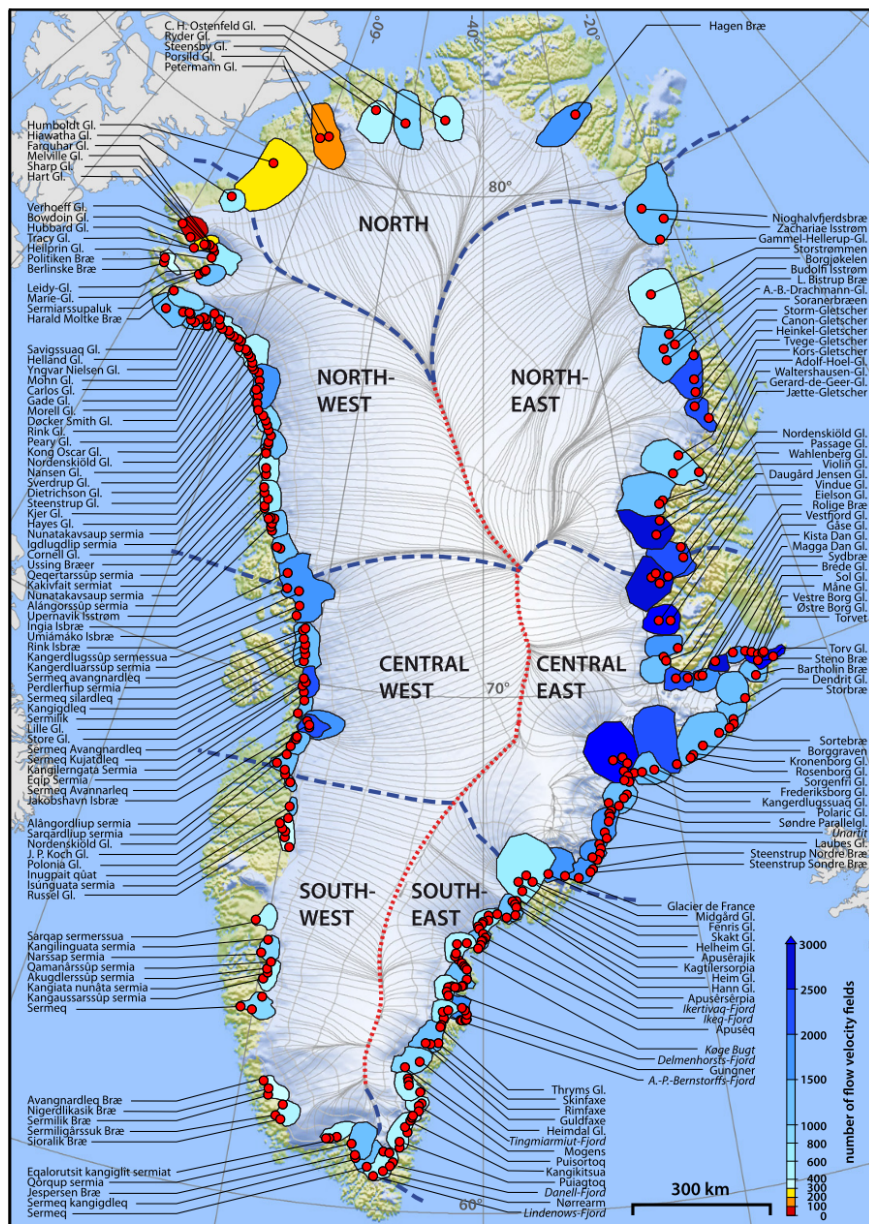 C. H. Ostenfeld Gl.
Ryder Gl.
Steensby Gl.
Porsild Gl.
Petermann Gl.
-60°
-40°
-20°
Hagen Bræ
Humboldt Gl.
Hiawatha Gl.
Farquhar Gl.
Melville Gl.
Sharp Gl.
Hart Gl.
Verhoeff Gl.
Bowdoin Gl.
Hubbard Gl.
Tracy Gl.
Heilprin Gl.
Politiken Bræ
Berlinske Bræ
Leidy-Gl.
Marie-Gl.
Sermiarssupaluk
Harald Moltke Bræ
Savigssuaq Gl.
Helland Gl.
Yngvar Nielsen Gl.
Mohn Gl.
Carlos Gl.
Gade Gl.
Morell Gl.
Døcker Smith Gl.
Rink Gl.
Peary Gl.
Kong Oscar Gl.
Nordenskiöld Gl.
Nansen Gl.
Sverdrup Gl.
Dietrichson Gl.
Steenstrup Gl.
Kjer Gl.
Hayes Gl.
Nunatakavsaup sermia
Igdlugdlip sermia
Cornell Gl.
Ussing Bræer
Qeqertarssûp sermia
Kakivfait sermiat
Nunatakavsaup sermia
Alángorssûp sermia
Upernavik Isstrøm
Ingia Isbræ
Umiámáko Isbræ
Rink Isbræ
Kangerdlugssûp sermessua
Kangerdluarssûp sermia
Sermeq avangnardleq
Perdlerfiup sermia
Sermeq silardleq
Kangigdleq
Sermilik
Lille Gl.
Store Gl.
Sermeq Avangnardleq
Sermeq Kujatdleq
Kangilerngata Sermia
Eqip Sermia
Sermeq Avannarleq
Jakobshavn Isbræ
Alángordliup sermia
Sarqardliup sermia
Nordenskiöld Gl.
J. P. Koch Gl.
Polonia Gl.
Inugpait qûat
Isúnguata sermia
Russel Gl.
Sarqap sermerssua
Kangilinguata sermia
Narssap sermia
Qamanârssûp sermia
Akugdlerssûp sermia
Kangiata nunâta sermia
Kangaussarssûp sermia
Sermeq
Avangnardleq Bræ
Nigerdlikasik Bræ
Sermilik Bræ
Sermiligârssuk Bræ
Sioralik Bræ
Eqalorutsit kangiglit sermiat
Qôrqup sermia
Jespersen Bræ
Sermeq kangigdleq
Sermeq
NORTH
80°
NORTH-
WEST
NORTH-
EAST
CENTRAL
WEST
70°
CENTRAL
EAST
SOUTH-
WEST
SOUTH-
EAST
60°
Nioghalvfjerdsbræ
Zachariae Isstrøm
Gammel-Hellerup-Gl.
Storstrømmen
Borgjøkelen
Budolfi Isstrøm
L. Bistrup Bræ
A.-B.-Drachmann-Gl.
Soranerbræen
Storm-Gletscher
Canon-Gletscher
Heinkel-Gletscher
Tvege-Gletscher
Kors-Gletscher
Adolf-Hoel-Gl.
Waltershausen-Gl.
Gerard-de-Geer-Gl.
Jætte-Gletscher
Nordenskiöld Gl.
Passage Gl.
Wahlenberg Gl.
Violin Gl.
Daugård Jensen Gl.
Vindue Gl.
Eielson Gl.
Rolige Bræ
Vestfjord Gl.
Gåse Gl.
Kista Dan Gl.
Magga Dan Gl.
Sydbræ
Brede Gl.
Sol Gl.
Måne Gl.
Vestre Borg Gl.
Østre Borg Gl.
Torvet
Torv Gl.
Steno Bræ
Bartholin Bræ
Dendrit Gl.
Storbræ
Sortebræ
Borggraven
Kronenborg Gl.
Rosenborg Gl.
Sorgenfri Gl.
Frederiksborg Gl.
Kangerdlugssuaq Gl.
Polaric Gl.
Søndre Parallelgl.
Unartit
Laubes Gl.
Steenstrup Nordre Bræ
Steenstrup Sondre Bræ
Glacier de France
Midgård Gl.
Fenris Gl.
Skakt Gl.
Helheim Gl.
Apusêrajik
Kagtilersorpia
Heim Gl.
Hann Gl.
Apusêrsêrpia
Ikertivaq-Fjord
Ikeq-Fjord
Apusêq
Køge Bugt
Delmenhorsts-Fjord
Gungner
A.-P.-Bernstorffs-Fjord
Thryms Gl.
Skinfaxe
Rimfaxe
Guldfaxe
Heimdal Gl.
Tingmiarmiut-Fjord
Mogens
Puisortoq
Kangikitsua
Puiagtoq
Danell-Fjord
Nørrearm
Lindenows-Fjord
300 km
number of flow velocity fields
3000
2500
2000
1500
1000
800
600
400
300
200
100
0